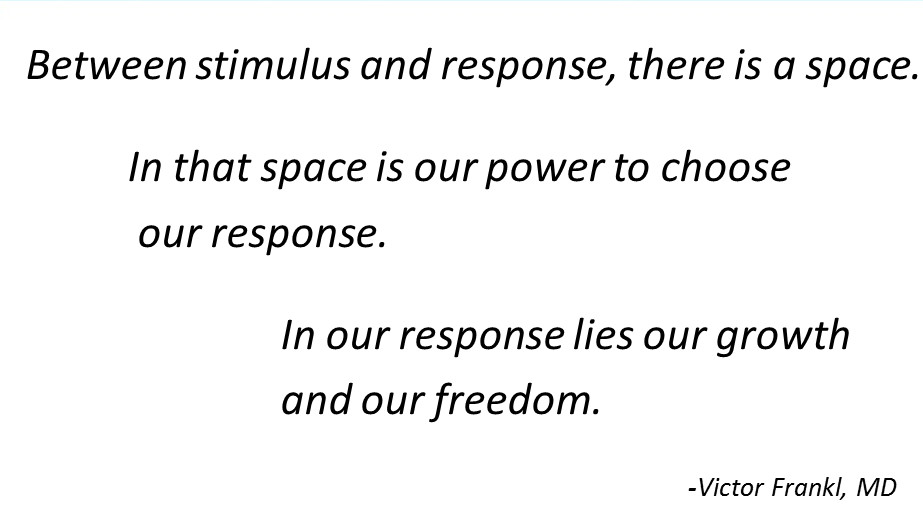 Between stimulus and response, there is a space.
In that space is our power to choose
our response.
In our response lies our growth
and our freedom.
-Victor Frankl, MD